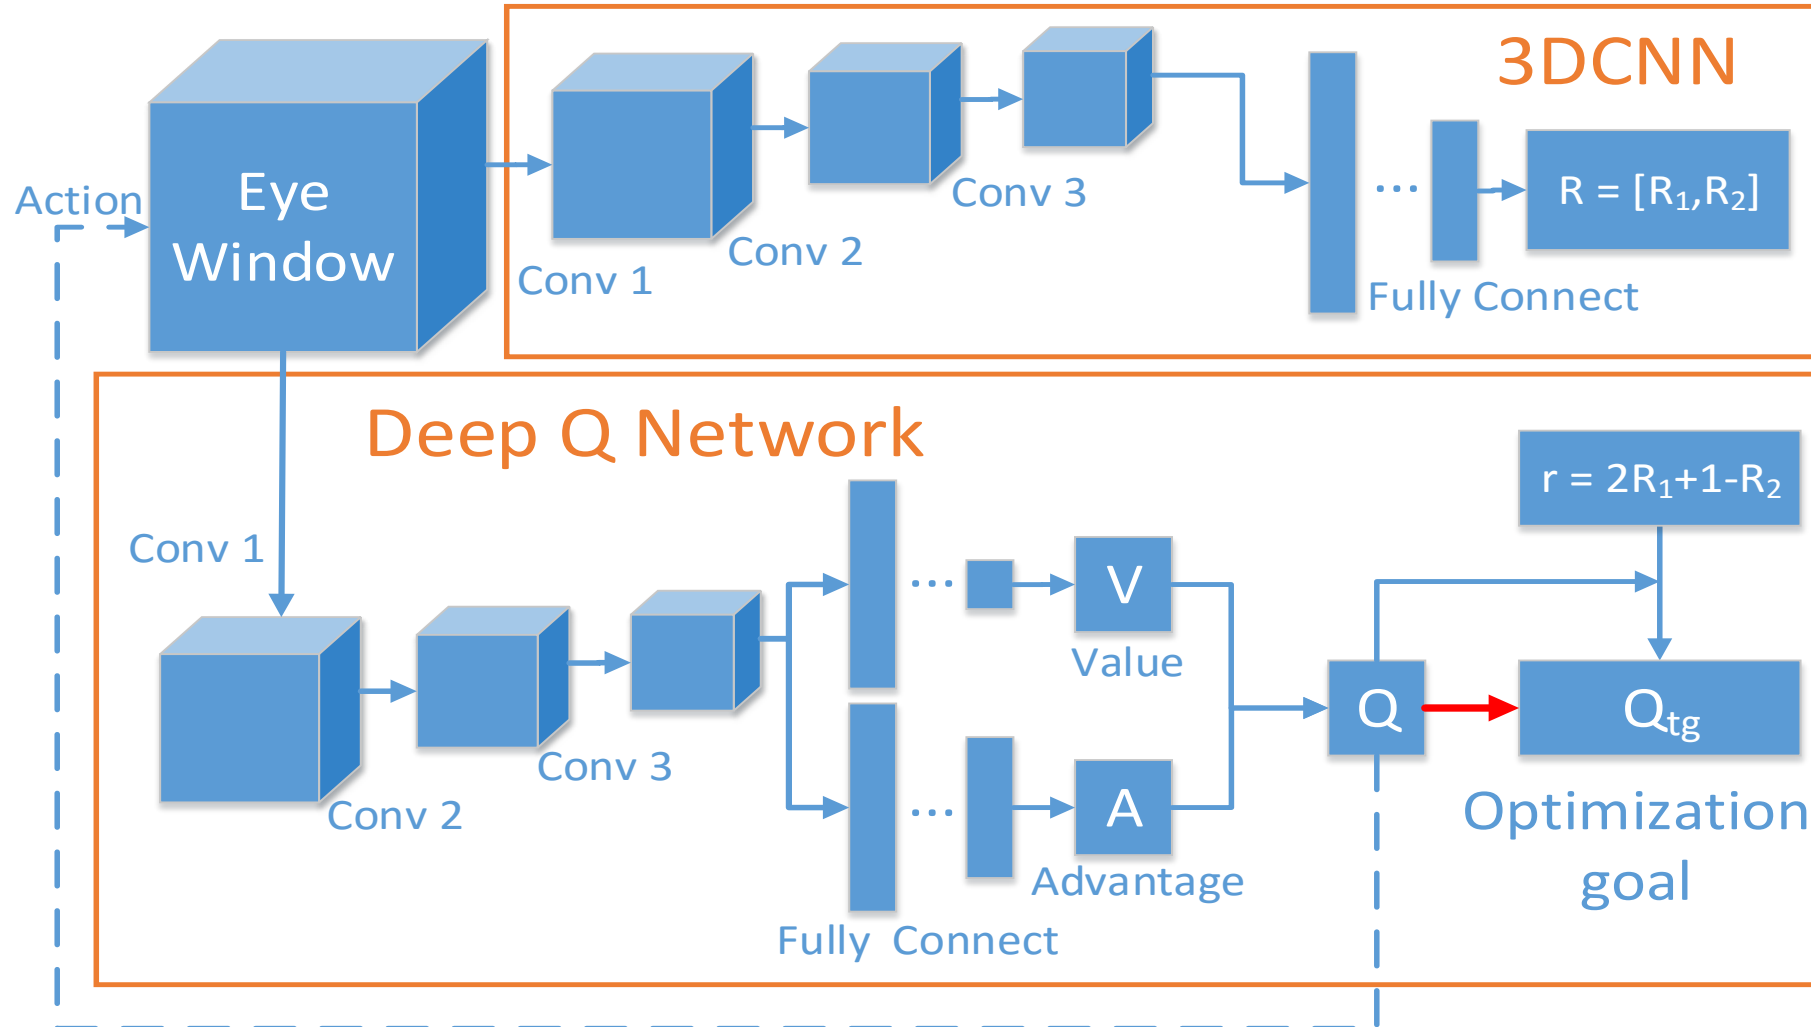 3DCNN
Action
Eye
Window
Conv 1
Conv 2
Conv 3
...
R = [R₁,R₂]
Fully Connect
Deep Q Network
Conv 1
Conv 2
Conv 3
...
...
Fully Connect
V
Value
A
Advantage
Q
r = 2R₁+1-R₂
Qtg
Optimization
goal